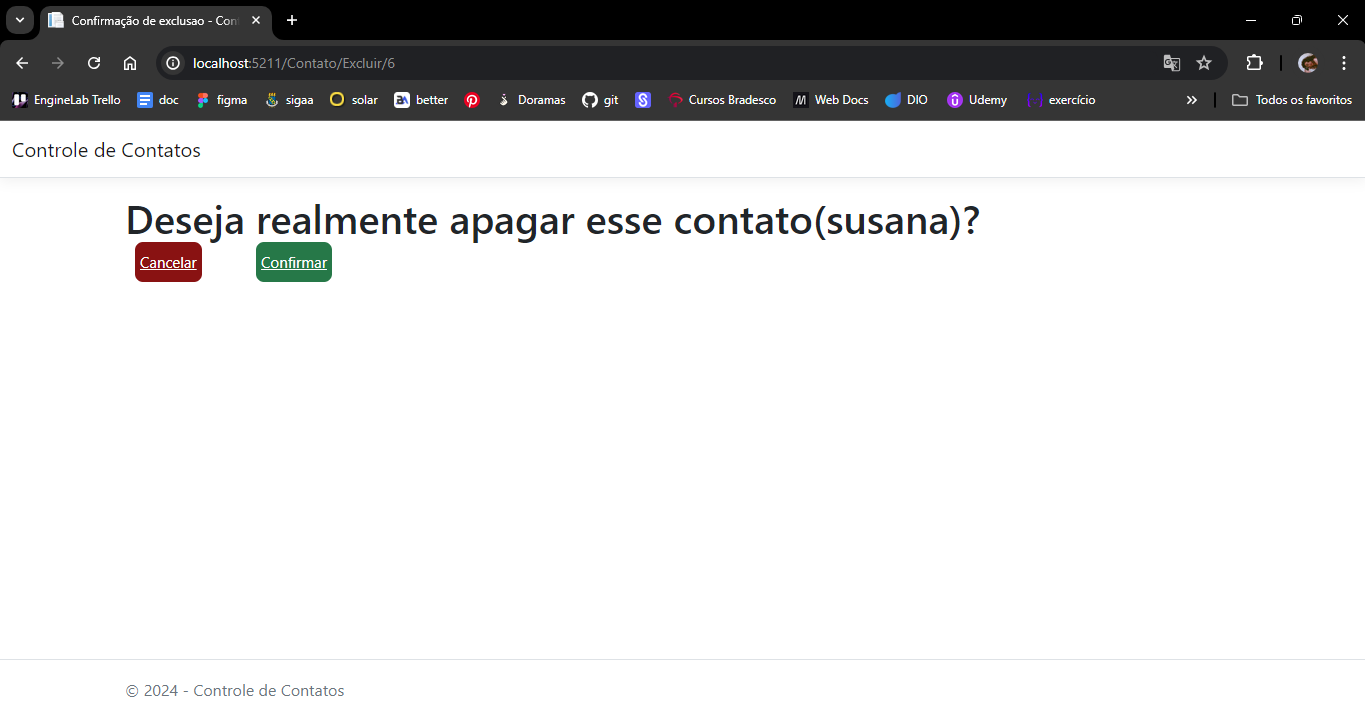 Confirmação de exclusao - Con
localhost:5211/Contato/Excluir/6
EngineLab Trello doc figma sigaa solar better Doramas git Cursos Bradesco Web Docs DIO Udemy exercício Todos os favoritos
Controle de Contatos
Deseja realmente apagar esse contato(susana)?
Cancelar Confirmar
© 2024 - Controle de Contatos